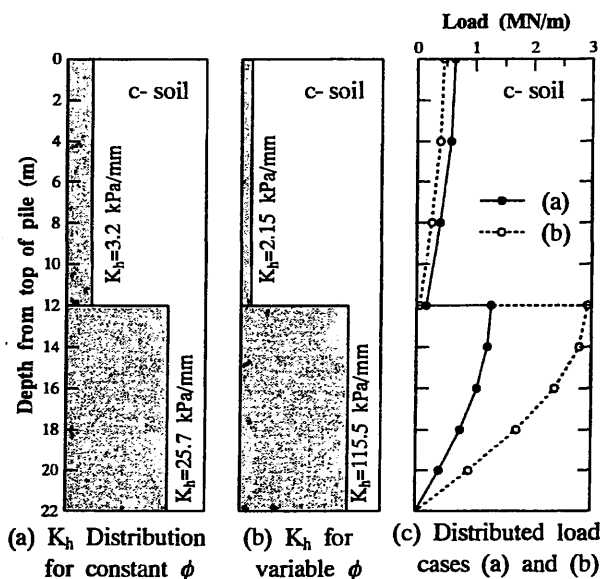 Load (MN/m)
0 1 2 3
0
2
4
6
8
10
12
14
16
18
20
22
Depth from top of pile (m)
c- soil
K_h=3.2 kPa/mm
K_h=25.7 kPa/mm
c- soil
K_h=2.15 kPa/mm
K_h=115.5 kPa/mm
c- soil
(a)
(b)
(a) K_h Distribution
for constant ϕ
(b) K_h for
variable ϕ
(c) Distributed load
cases (a) and (b)